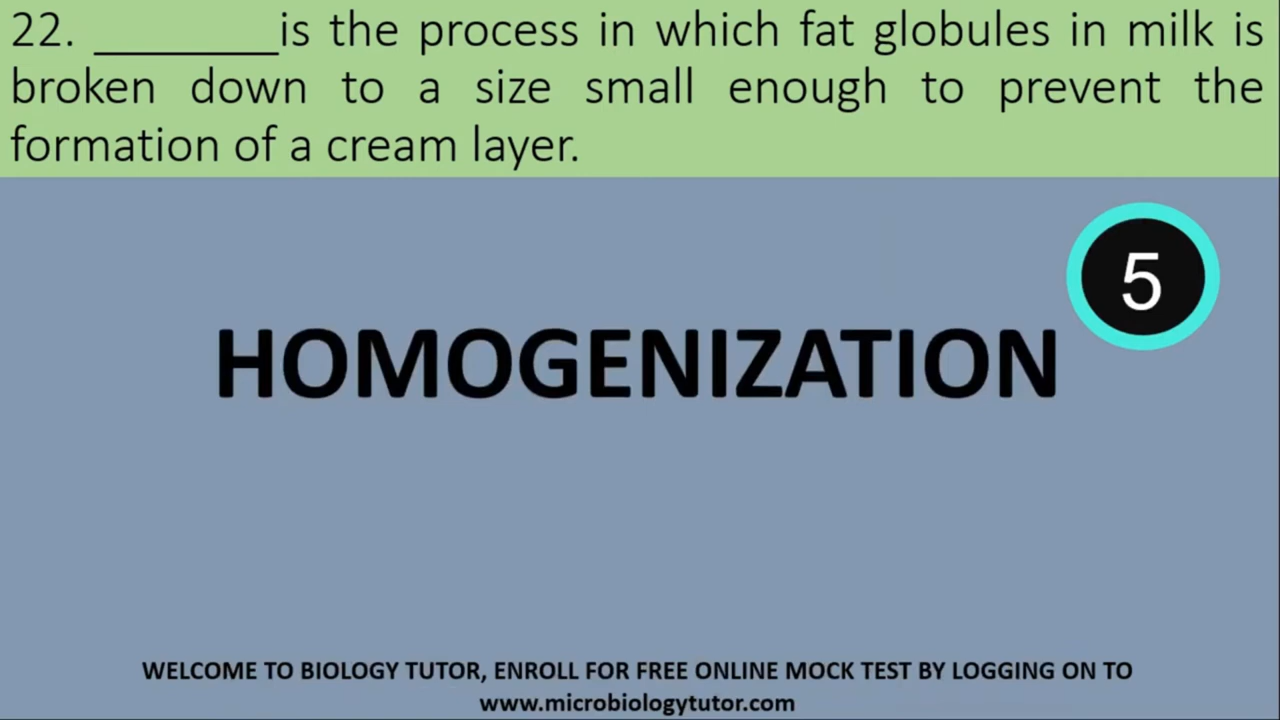 22. ________is the process in which fat globules in milk is
broken down to a size small enough to prevent the
formation of a cream layer.
5
HOMOGENIZATION
WELCOME TO BIOLOGY TUTOR, ENROLL FOR FREE ONLINE MOCK TEST BY LOGGING ON TO
www.microbiologytutor.com